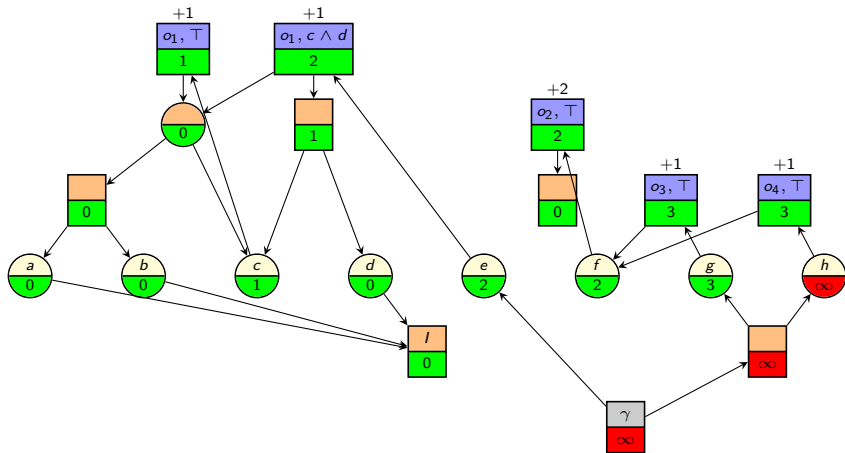 +1 +1
o₁, ⊤ o₁, c ∧ d
1 2
+2
o₂, ⊤
0 1 2
+1 +1
o₃, ⊤ o₄, ⊤
0 0 3 3
a b c d e f g h
0 0 1 0 2 2 3 ∞
I
0 ∞
γ
∞